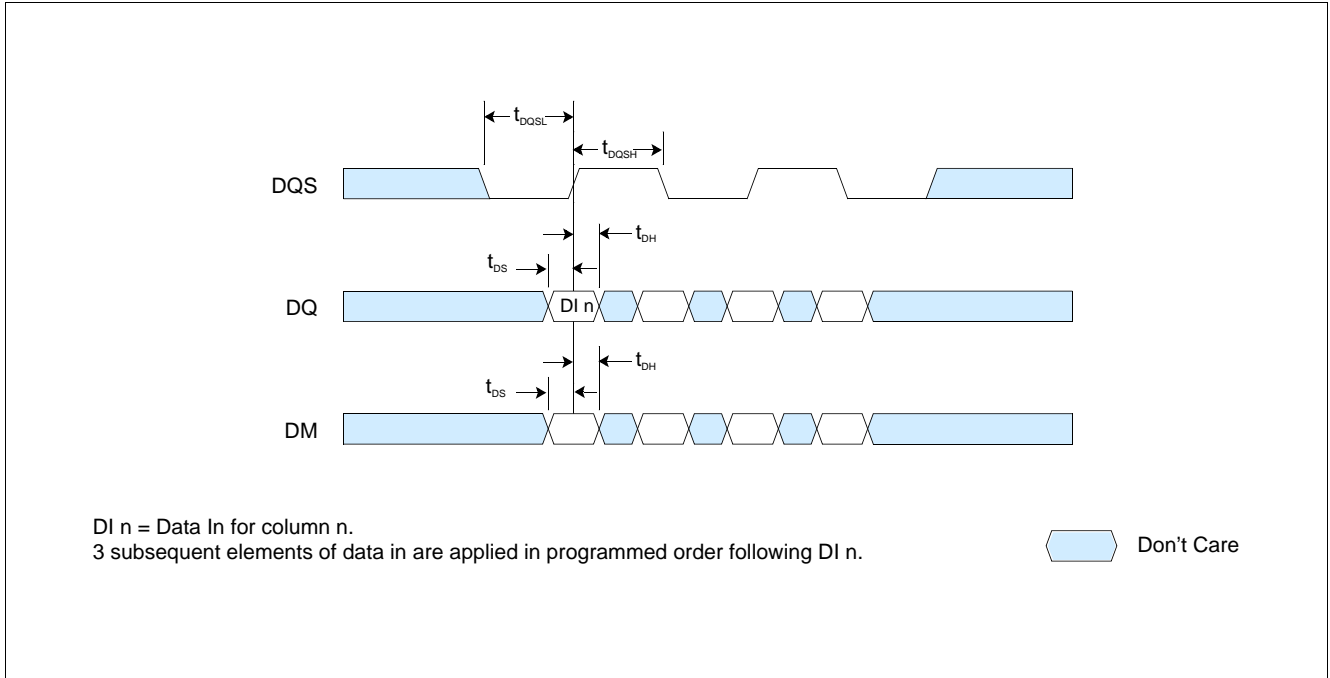 tDQSL
tDQSH
DQS
tDH
tDS
DQ
DI n
tDH
tDS
DM
DI n = Data In for column n.
3 subsequent elements of data in are applied in programmed order following DI n.
Don't Care